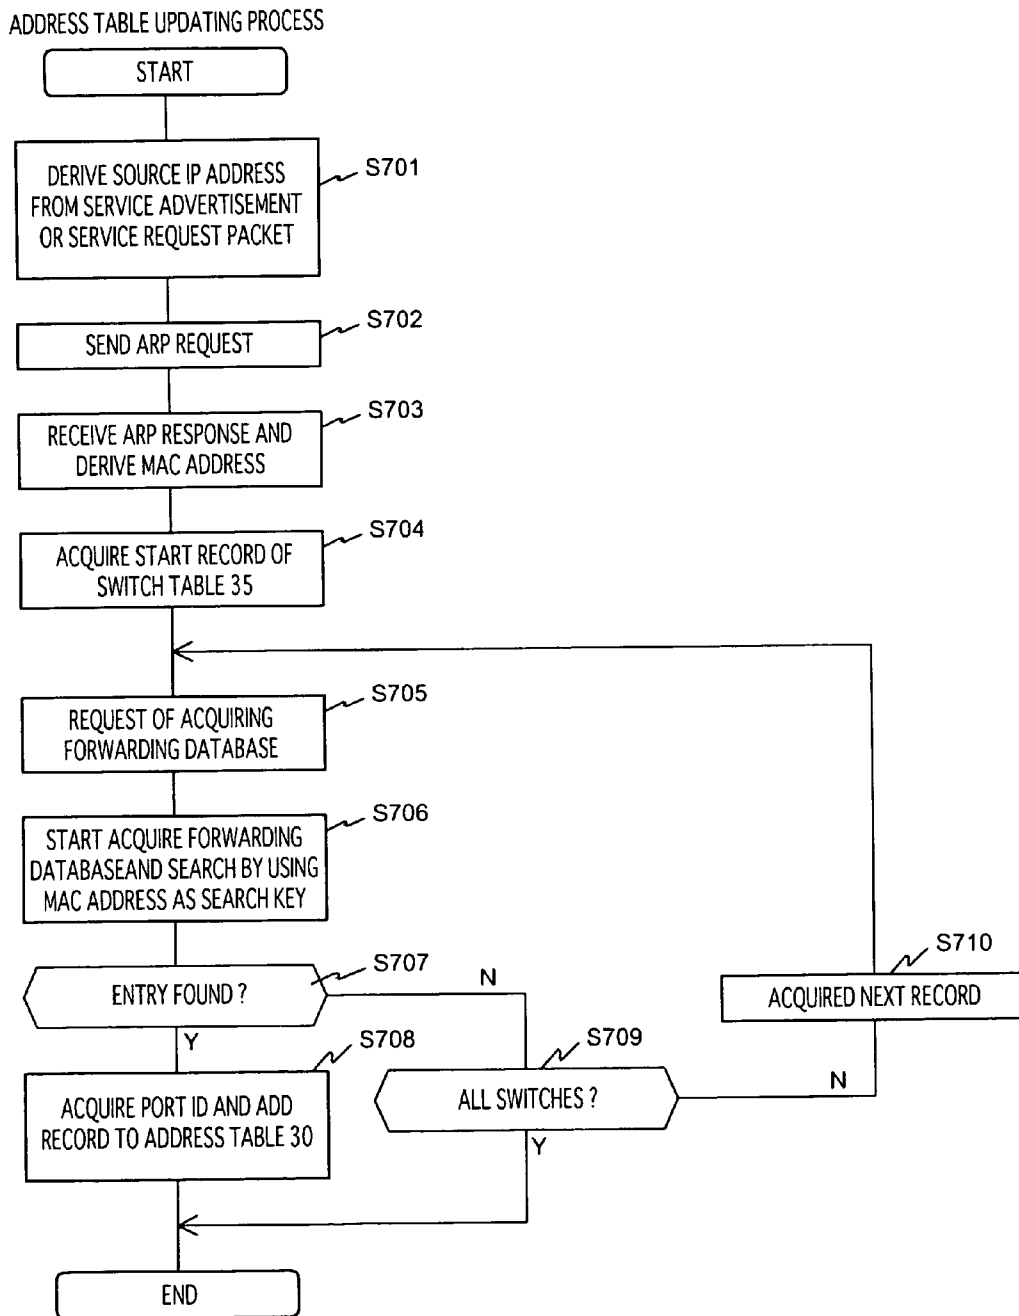 ADDRESS TABLE UPDATING PROCESS
START
DERIVE SOURCE IP ADDRESS
FROM SERVICE ADVERTISEMENT
OR SERVICE REQUEST PACKET
S701
SEND ARP REQUEST
S702
RECEIVE ARP RESPONSE AND
DERIVE MAC ADDRESS
S703
ACQUIRE START RECORD OF
SWITCH TABLE 35
S704
REQUEST OF ACQUIRING
FORWARDING DATABASE
S705
START ACQUIRE FORWARDING
DATABASEAND SEARCH BY USING
MAC ADDRESS AS SEARCH KEY
S706
ENTRY FOUND ?
S707
N
Y
ACQUIRE PORT ID AND ADD
RECORD TO ADDRESS TABLE 30
S708
ALL SWITCHES ?
S709
N
Y
ACQUIRED NEXT RECORD
S710
END